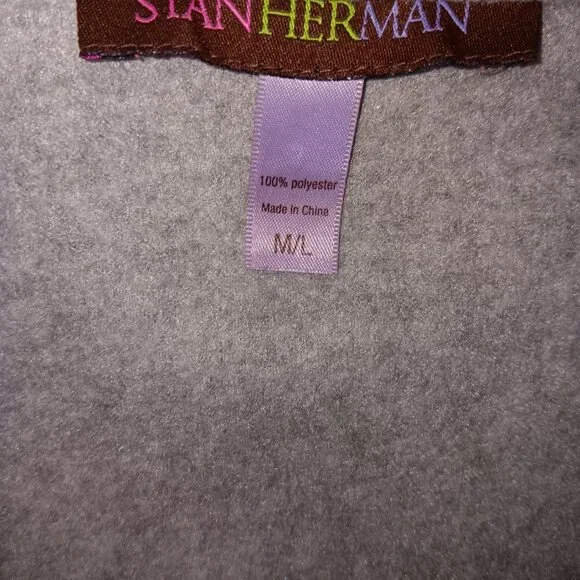 STANHERMAN
100% polyester
Made in China
M/L